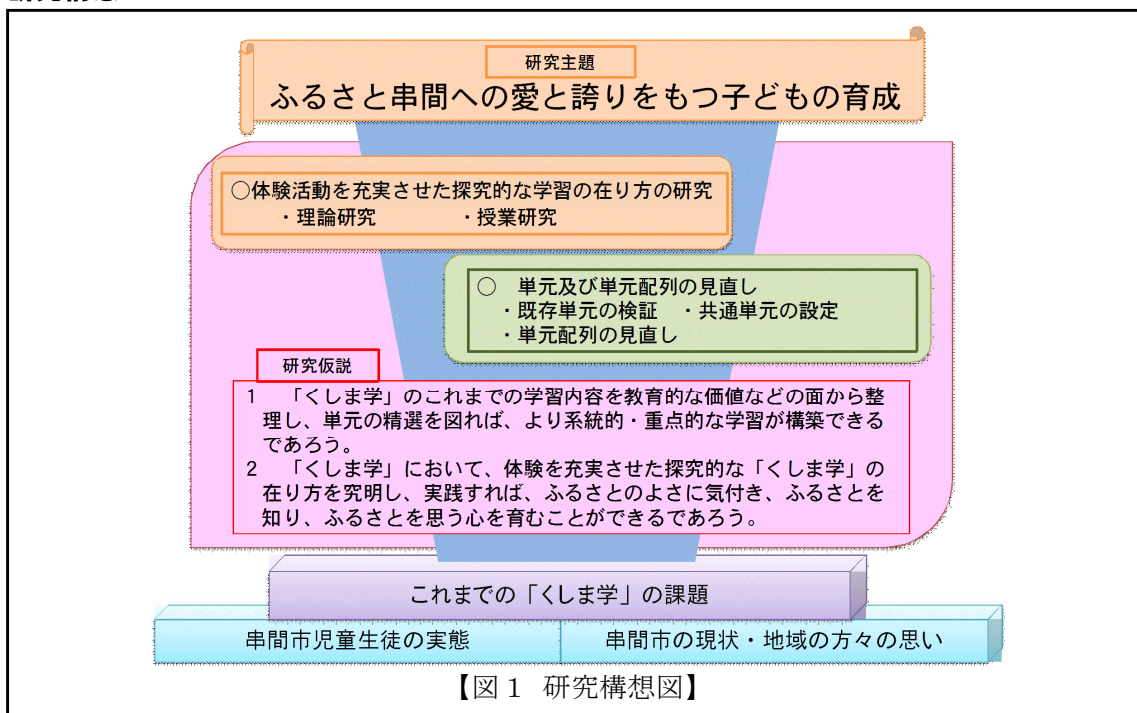 研究主題
ふるさと串間への愛と誇りをもつ子どもの育成
○体験活動を充実させた探究的な学習の在り方の研究
・理論研究　　　　・授業研究
○　単元及び単元配列の見直し
・既存単元の検証　・共通単元の設定
・単元配列の見直し
研究仮説
1　「くしま学」のこれまでの学習内容を教育的な価値などの面から整
理し、単元の精選を図れば、より系統的・重点的な学習が構築できる
であろう。
2　「くしま学」において、体験を充実させた探究的な「くしま学」の
在り方を究明し、実践すれば、ふるさとのよさに気付き、ふるさとを
知り、ふるさとを思う心を育むことができるであろう。
これまでの「くしま学」の課題
串間市児童生徒の実態
串間市の現状・地域の方々の思い
【図１ 研究構想図】